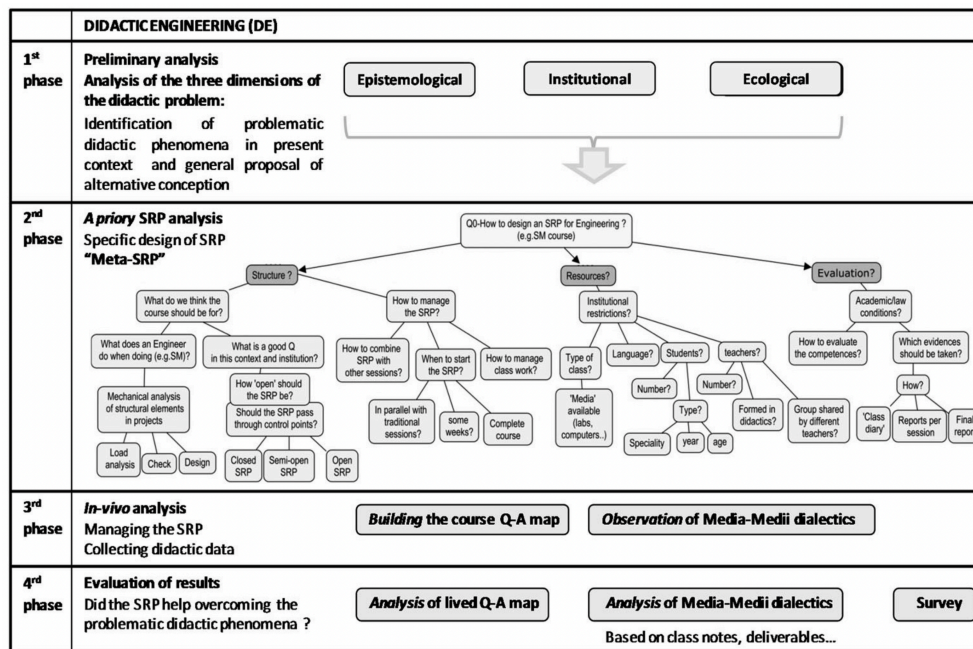 DIDACTIC ENGINEERING (DE)
1st
phase
Preliminary analysis
Analysis of the three dimensions of
the didactic problem:
Identification of problematic
didactic phenomena in present
context and general proposal of
alternative conception
Epistemological
Institutional
Ecological
2nd
phase
A priory SRP analysis
Specific design of SRP
"Meta-SRP"
Q0-How to design an SRP for Engineering ?
(e.g.SM course)
Structure ?
Resources?
Evaluation?
What do we think the
course should be for?
How to manage
the SRP?
Institutional
restrictions?
Academic/law
conditions?
What does an Engineer
do when doing (e.g.SM)?
What is a good Q
in this context and institution?
How to combine
SRP with
other sessions?
When to start
the SRP?
How to manage
class work?
Type of
class?
Language?
Students?
teachers?
How to evaluate
the competences?
Which evidences
should be taken?
Mechanical analysis
of structural elements
in projects
How 'open' should
the SRP be?
Should the SRP pass
through control points?
In parallel with
traditional
sessions?
some
weeks?
Complete
course
'Media'
available
(labs,
computers..)
Number?
Type?
Number?
Formed in
didactics?
Group shared
by different
teachers?
How?
'Class
diary'
Reports per
session
Final
report
Load
analysis
Check
Design
Closed
SRP
Semi-open
SRP
Open
SRP
Speciality
year
age
3rd
phase
In-vivo analysis
Managing the SRP
Collecting didactic data
Building the course Q-A map
Observation of Media-Medii dialectics
4rd
phase
Evaluation of results
Did the SRP help overcoming the
problematic didactic phenomena ?
Analysis of lived Q-A map
Analysis of Media-Medii dialectics
Survey
Based on class notes, deliverables...